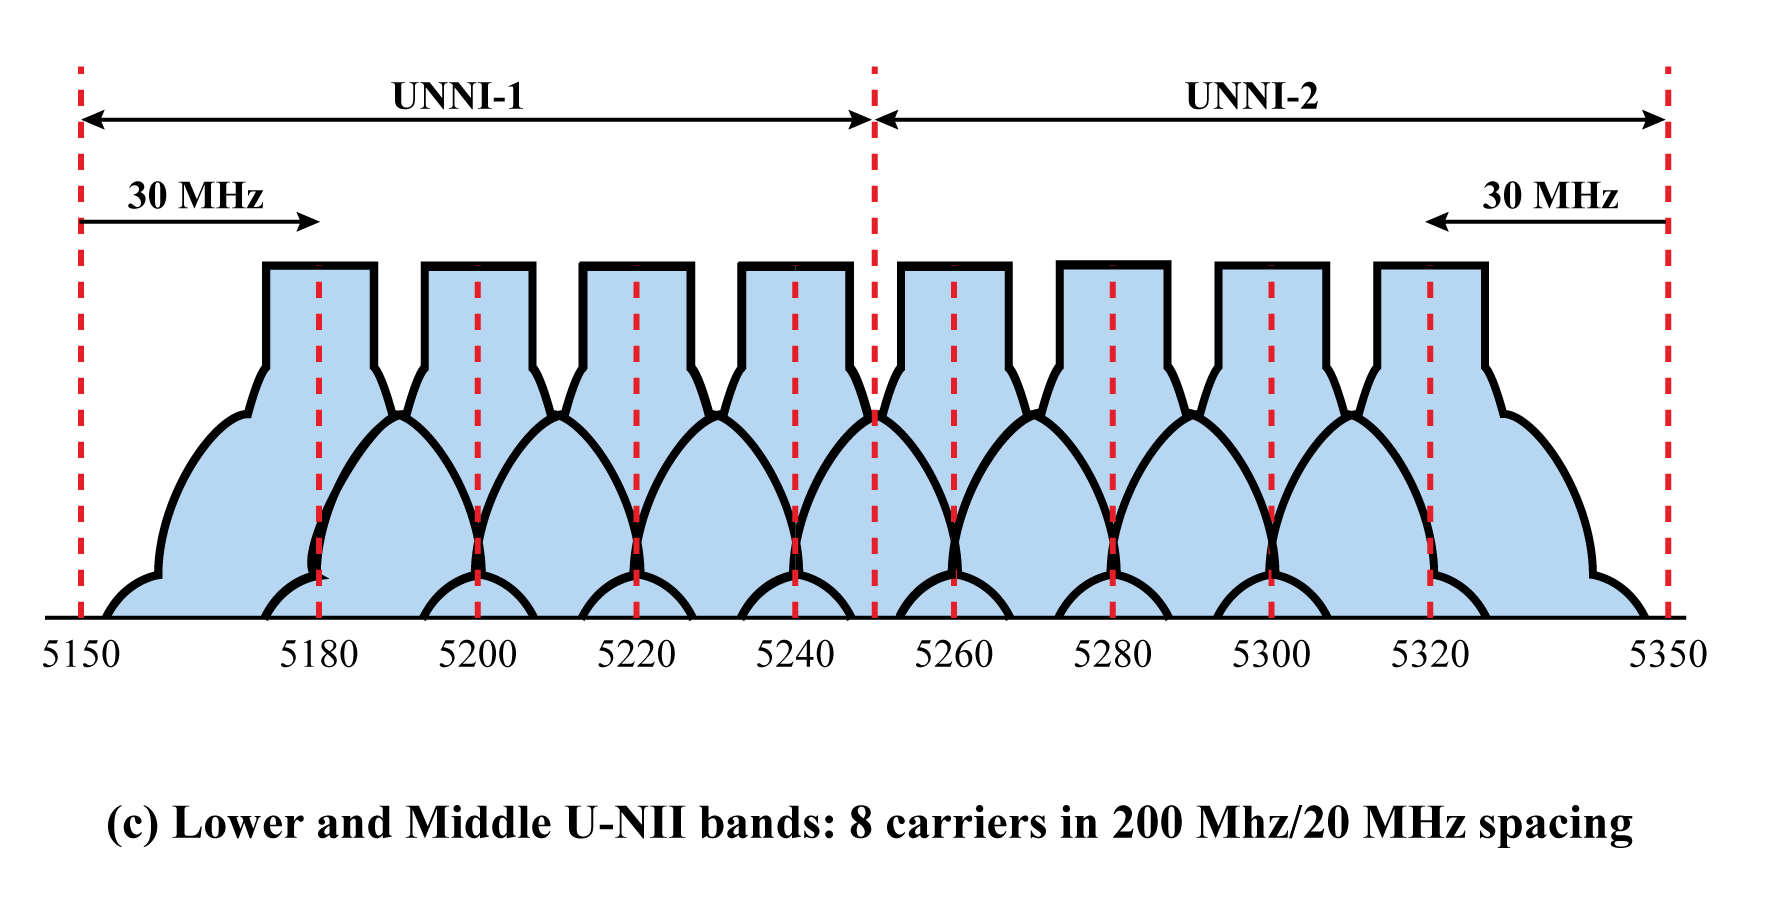 UNNI-1 UNNI-2
30 MHz 30 MHz
5150 5180 5200 5220 5240 5260 5280 5300 5320 5350
(c) Lower and Middle U-NII bands: 8 carriers in 200 Mhz/20 MHz spacing